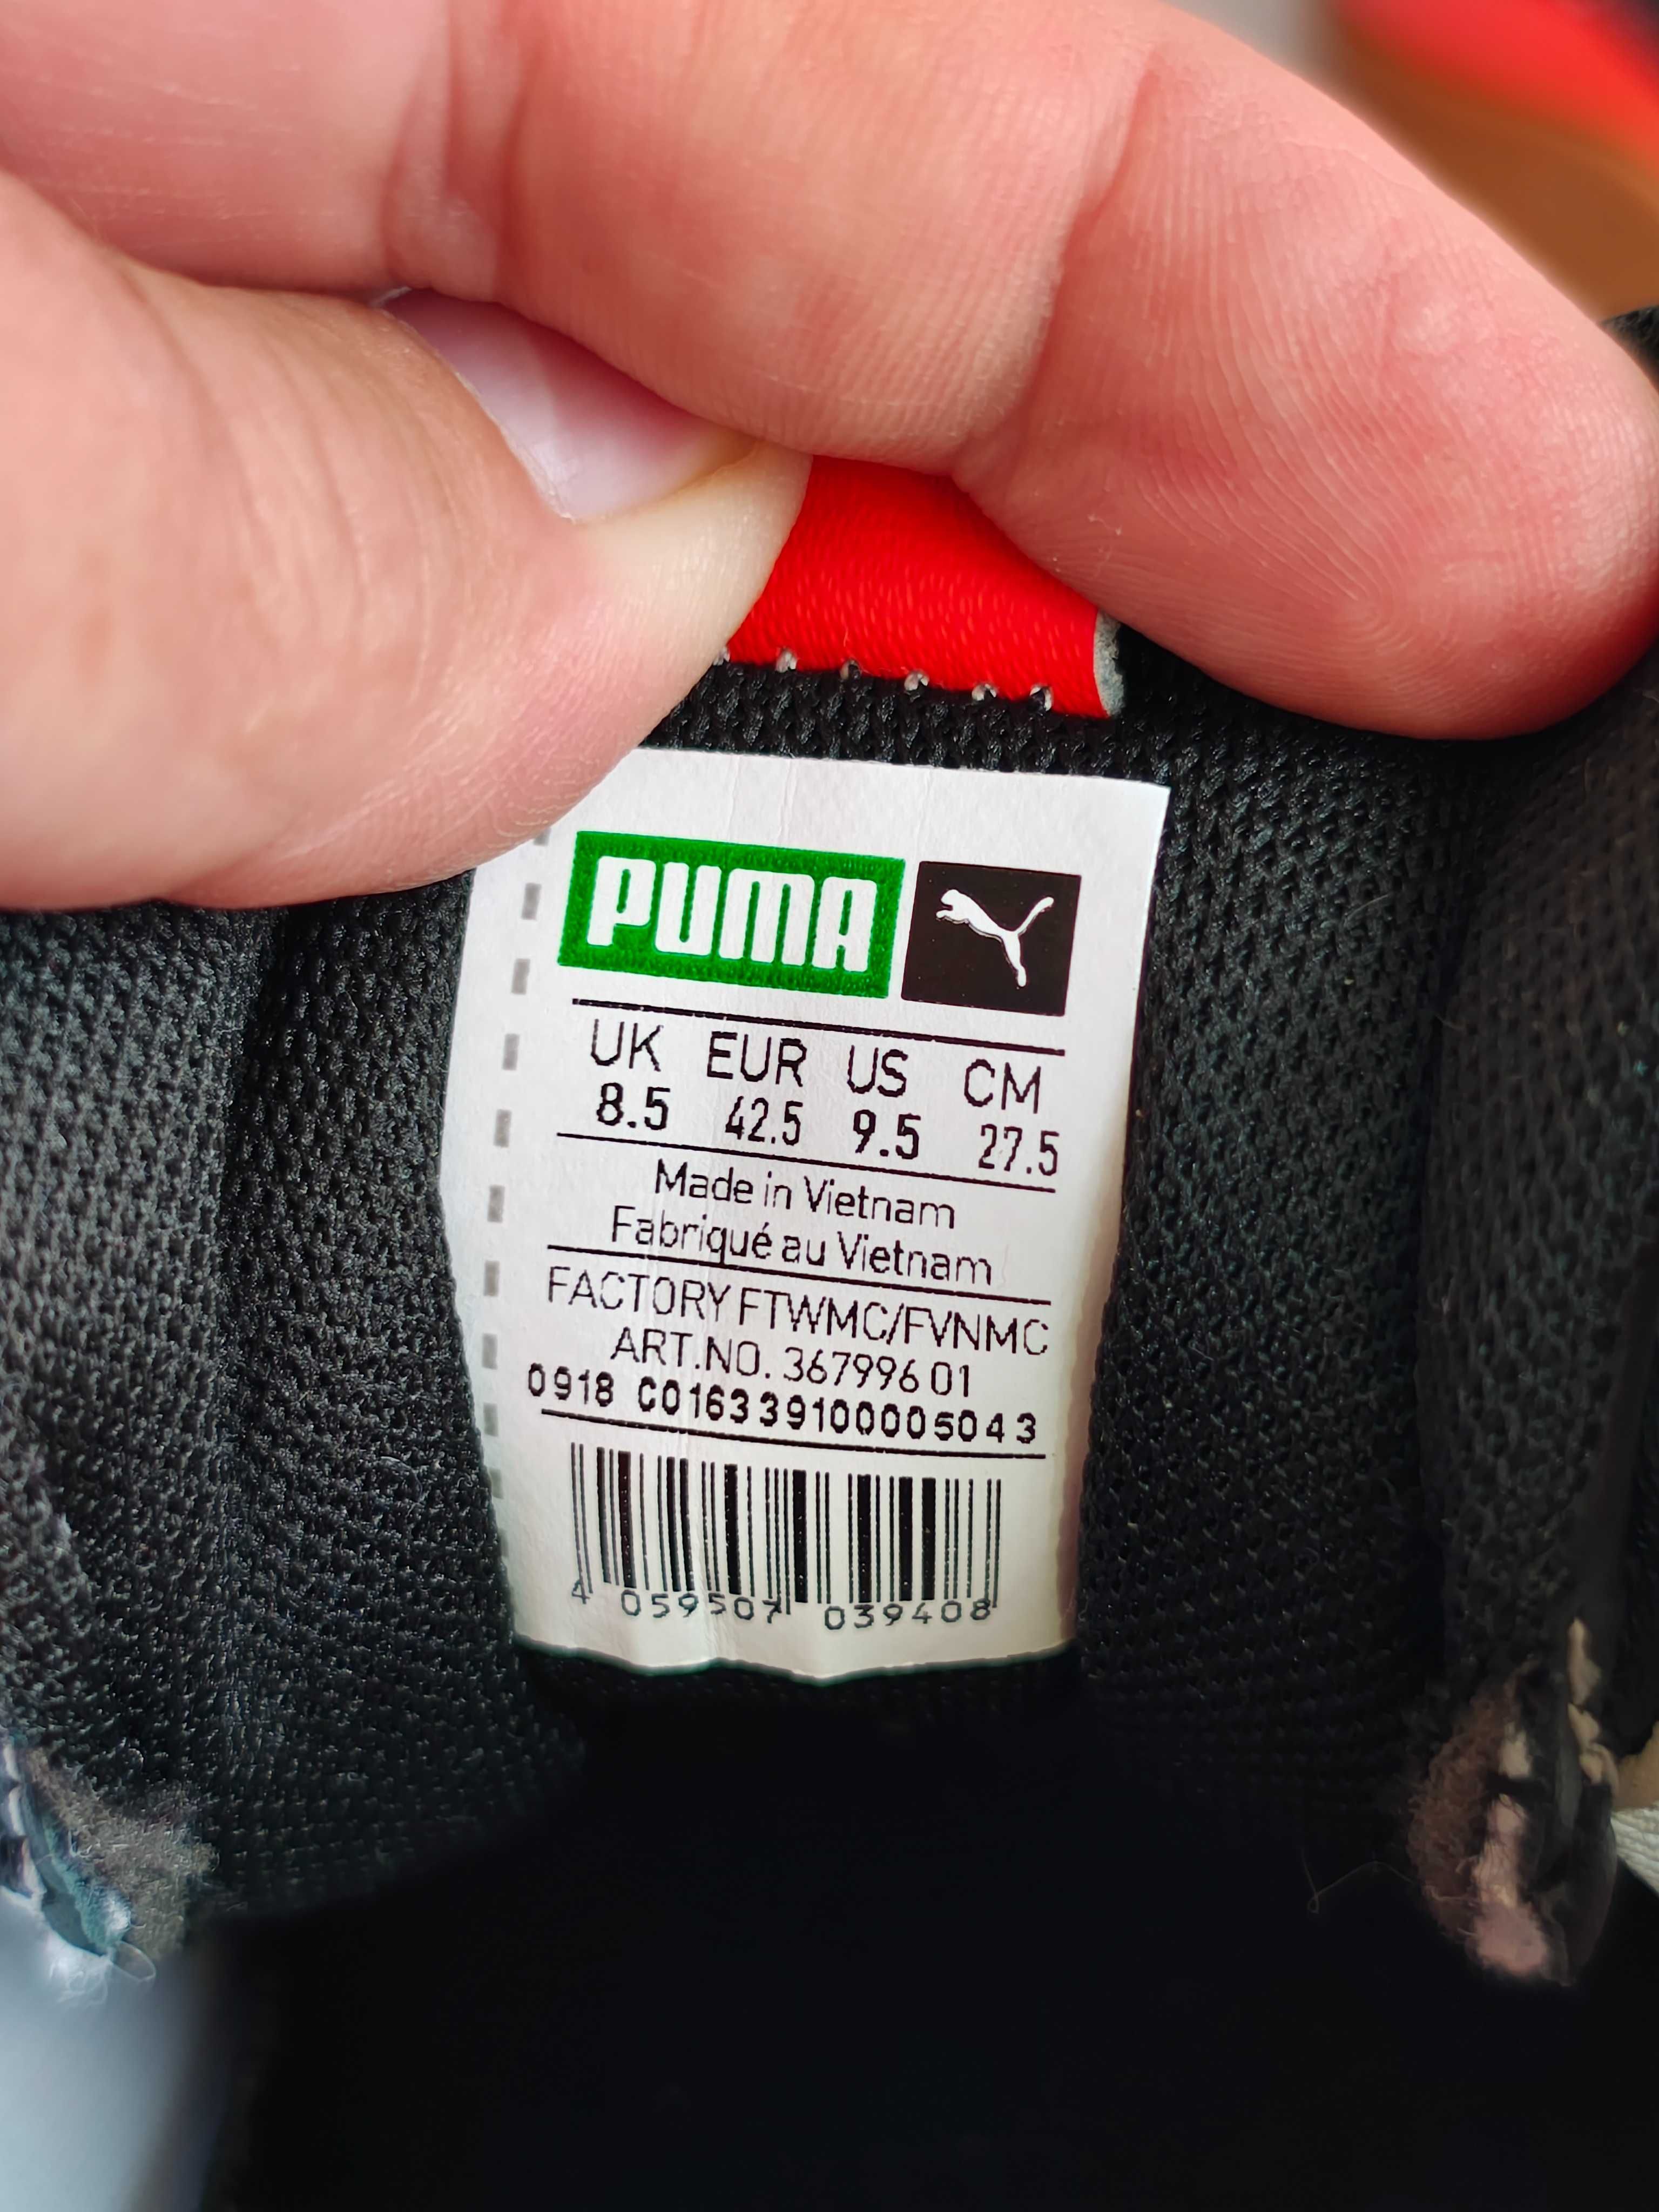 PUMA
UK EUR US CM
8.5 42.5 9.5 27.5
Made in Vietnam
Fabriqué au Vietnam
FACTORY FTWMC/FVNMC
ART.NO. 367996 01
0918 C016339100005043
4 059507 039408